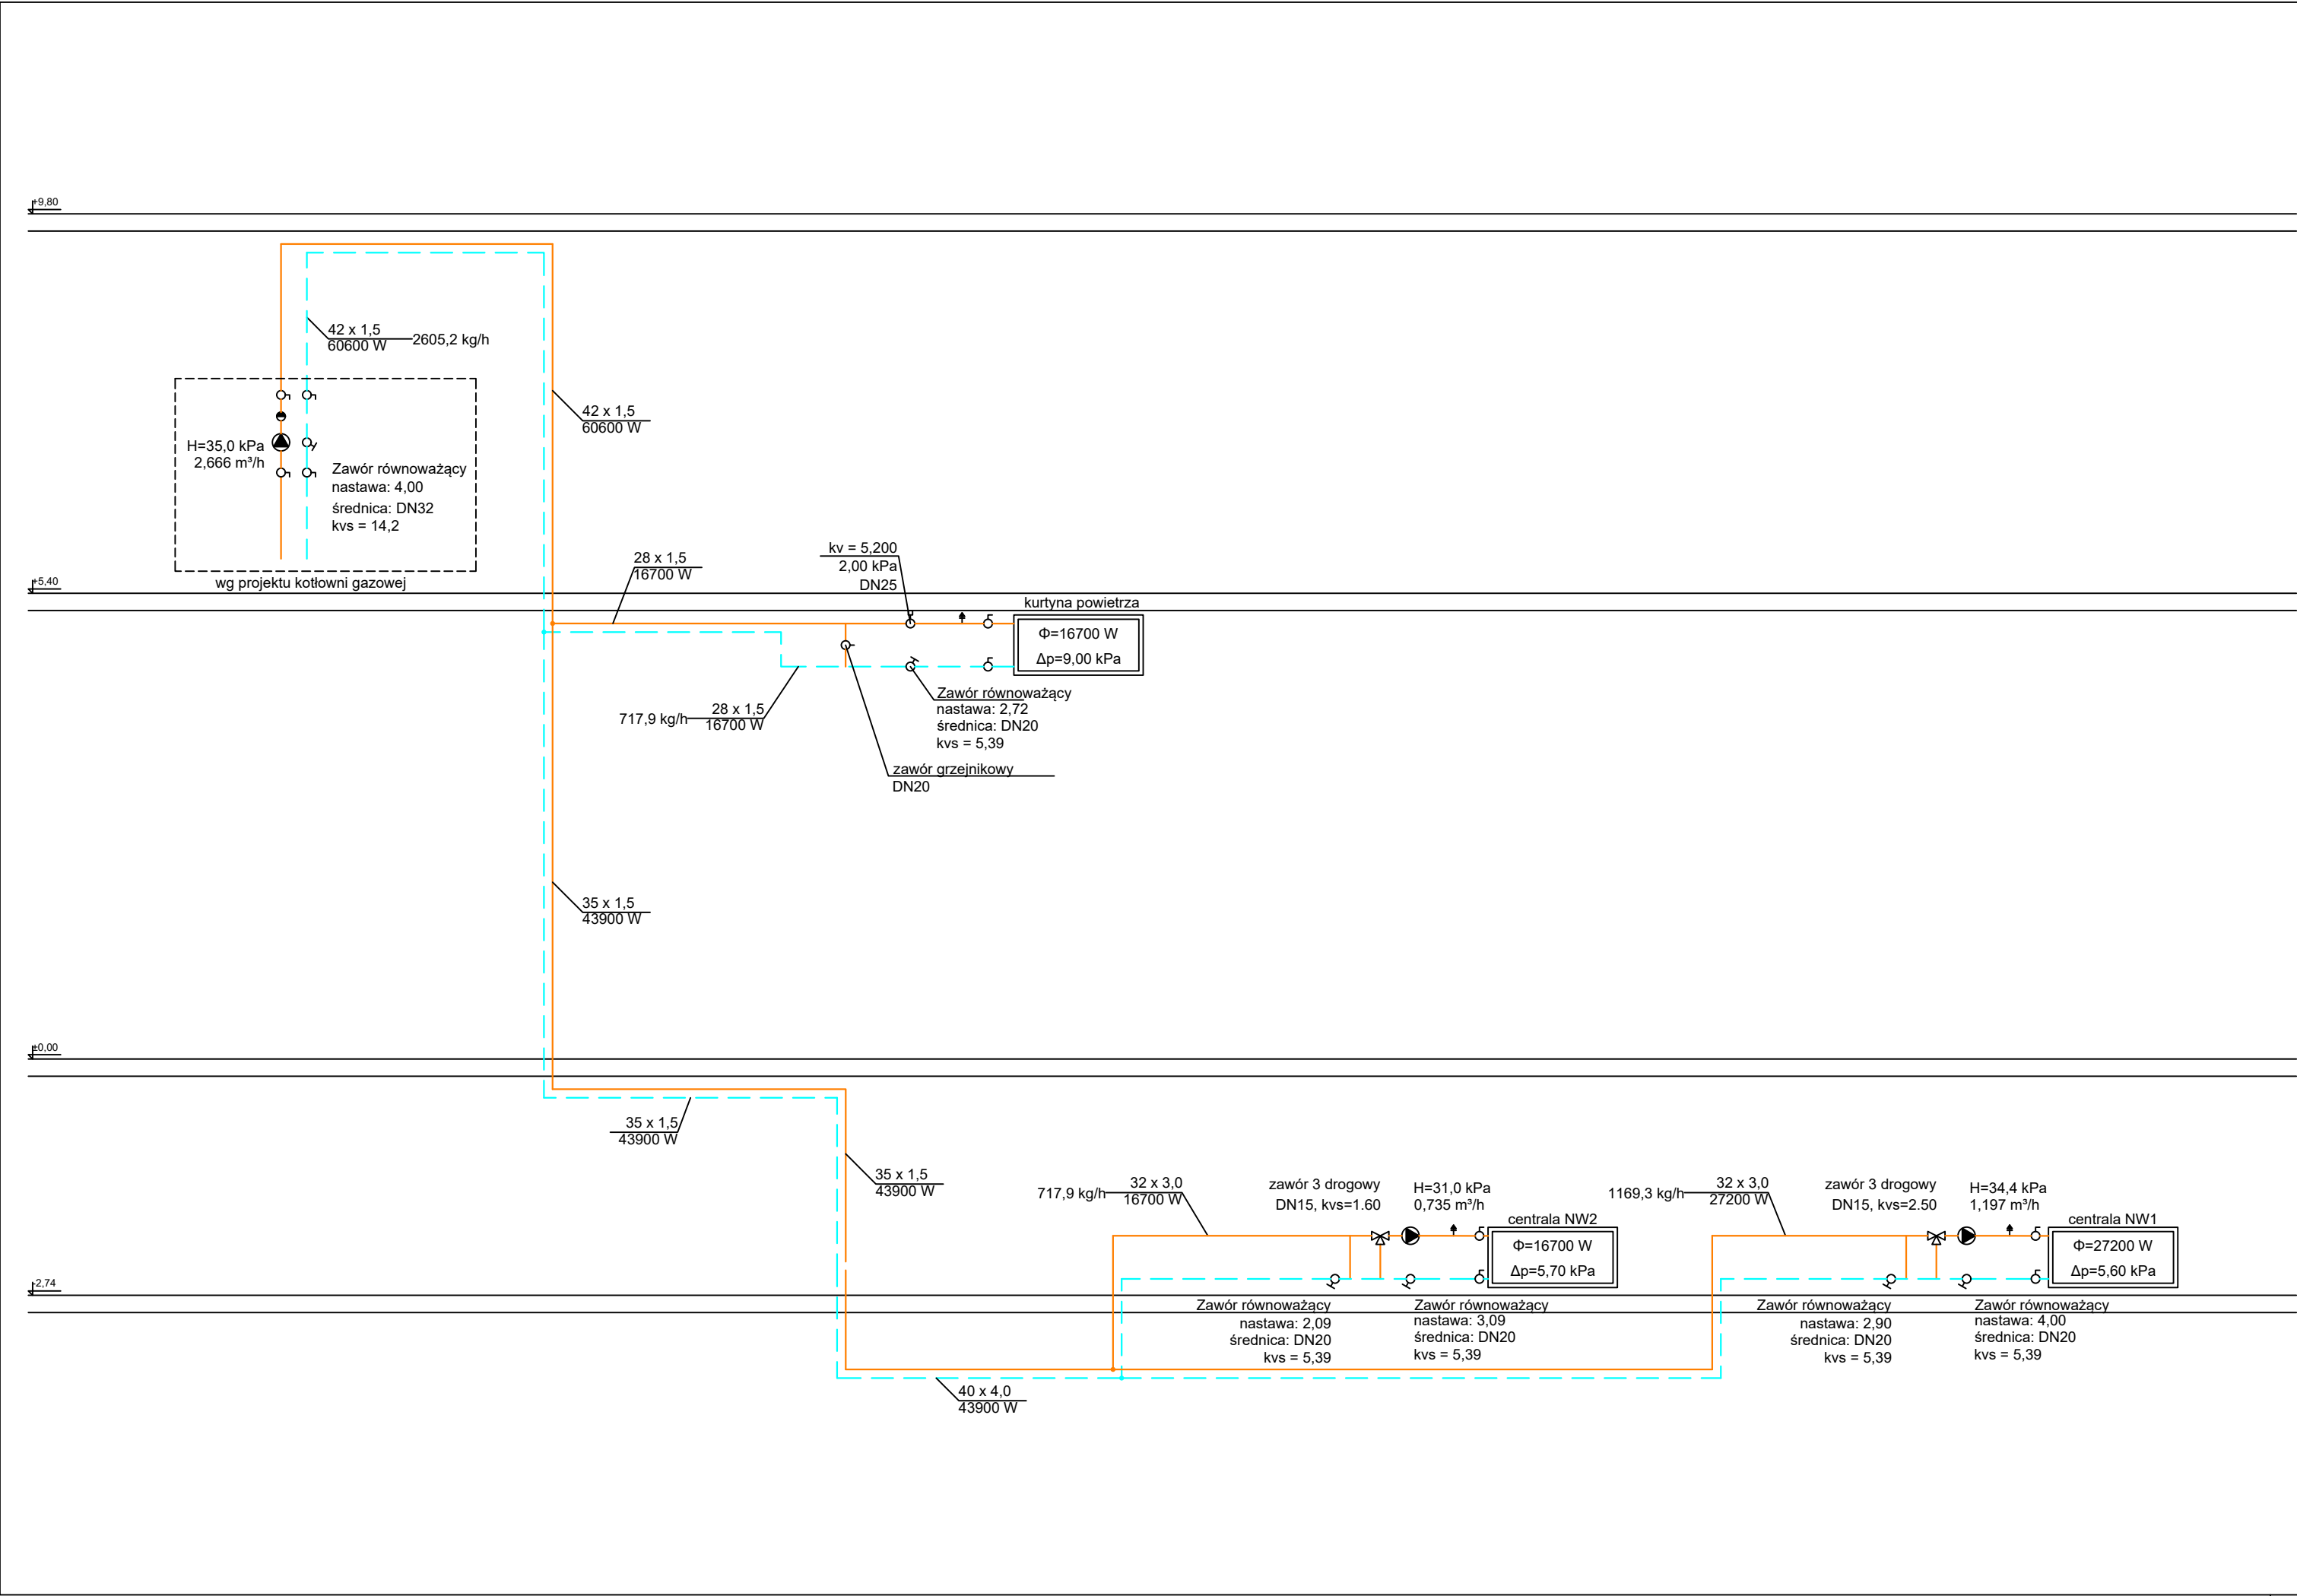 +9,80
42 x 1,5
60600 W
2605,2 kg/h
42 x 1,5
60600 W
H=35,0 kPa
2,666 m³/h
Zawór równoważący
nastawa: 4,00
średnica: DN32
kvs = 14,2
wg projektu kotłowni gazowej
+5,40
28 x 1,5
16700 W
kv = 5,200
2,00 kPa
DN25
kurtyna powietrza
Φ=16700 W
Δp=9,00 kPa
717,9 kg/h
28 x 1,5
16700 W
Zawór równoważący
nastawa: 2,72
średnica: DN20
kvs = 5,39
zawór grzejnikowy
DN20
35 x 1,5
43900 W
±0,00
35 x 1,5
43900 W
35 x 1,5
43900 W
717,9 kg/h
32 x 3,0
16700 W
zawór 3 drogowy
DN15, kvs=1.60
H=31,0 kPa
0,735 m³/h
centrala NW2
Φ=16700 W
Δp=5,70 kPa
1169,3 kg/h
32 x 3,0
27200 W
zawór 3 drogowy
DN15, kvs=2.50
H=34,4 kPa
1,197 m³/h
centrala NW1
Φ=27200 W
Δp=5,60 kPa
-2,74
Zawór równoważący
nastawa: 2,09
średnica: DN20
kvs = 5,39
Zawór równoważący
nastawa: 3,09
średnica: DN20
kvs = 5,39
Zawór równoważący
nastawa: 2,90
średnica: DN20
kvs = 5,39
Zawór równoważący
nastawa: 4,00
średnica: DN20
kvs = 5,39
40 x 4,0
43900 W